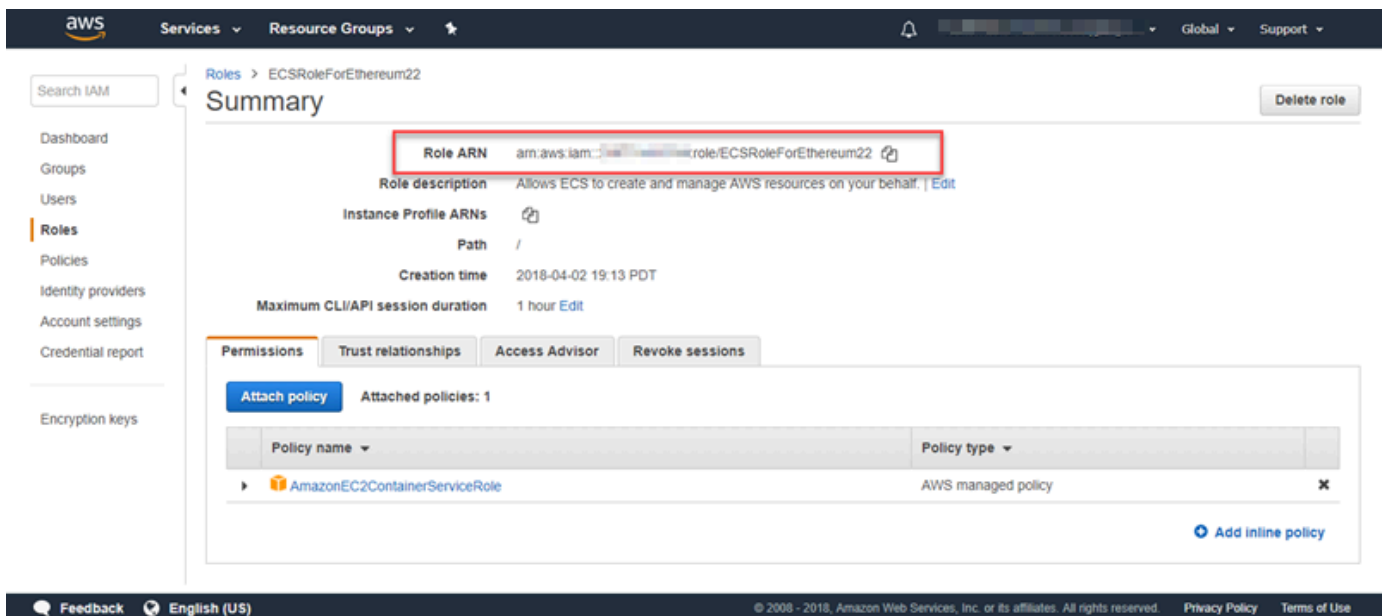 aws Services Resource Groups Global Support
Search IAM
Roles > ECSRoleForEthereum22
Summary
Delete role
Dashboard
Groups
Users
Roles
Policies
Identity providers
Account settings
Credential report
Encryption keys
Role ARN arn:aws:iam:: :role/ECSRoleForEthereum22
Role description Allows ECS to create and manage AWS resources on your behalf. | Edit
Instance Profile ARNs
Path /
Creation time 2018-04-02 19:13 PDT
Maximum CLI/API session duration 1 hour Edit
Permissions Trust relationships Access Advisor Revoke sessions
Attach policy Attached policies: 1
Policy name Policy type
AmazonEC2ContainerServiceRole AWS managed policy
Add inline policy
Feedback English (US) © 2008 - 2018, Amazon Web Services, Inc. or its affiliates. All rights reserved. Privacy Policy Terms of Use